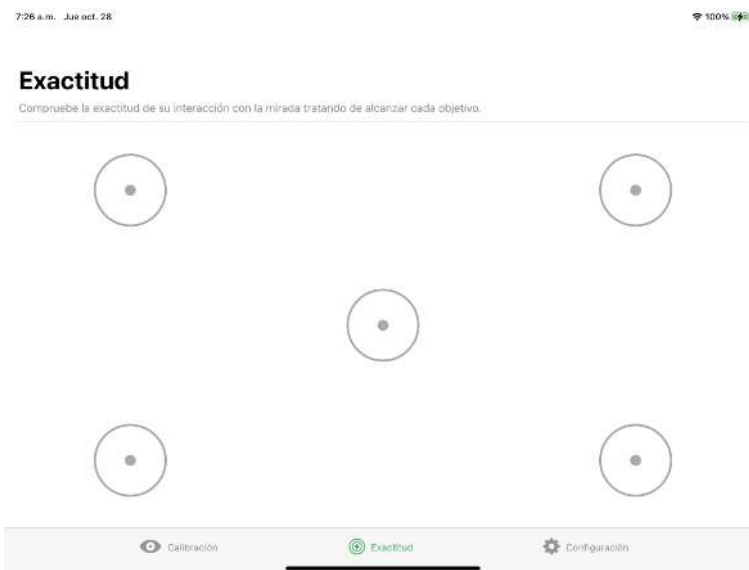 7:26 a.m. Jue oct. 28 100%
Exactitud
Compruebe la exactitud de su interacción con la mirada tratando de alcanzar cada objetivo.
Calibración Exactitud Configuración